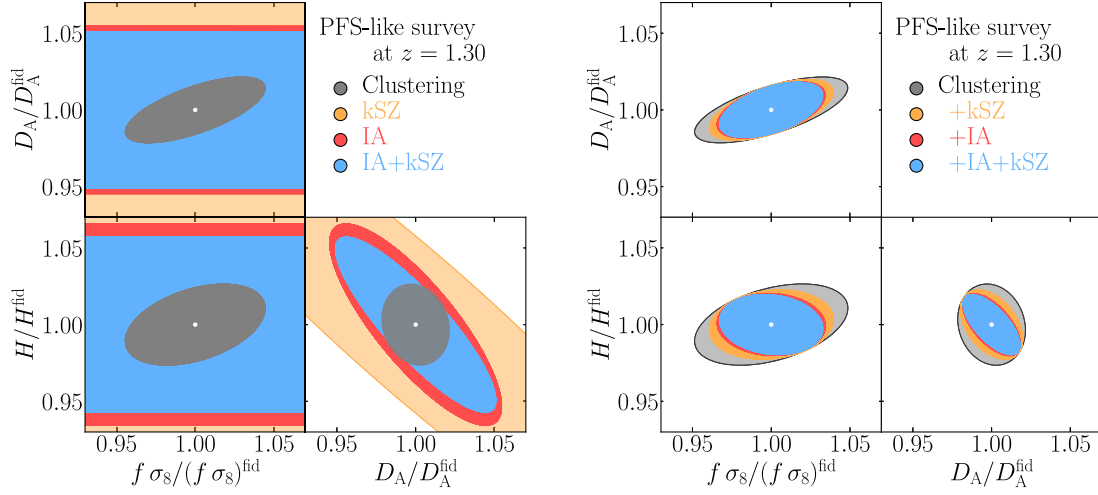 PFS-like survey
at z = 1.30
Clustering
kSZ
IA
IA+kSZ
D_A/D_A^fid
1.05
1.00
0.95
H/H^fid
1.05
1.00
0.95
0.95 1.00 1.05
f σ_8/(f σ_8)^fid
0.95 1.00 1.05
D_A/D_A^fid
PFS-like survey
at z = 1.30
Clustering
+kSZ
+IA
+IA+kSZ
D_A/D_A^fid
1.05
1.00
0.95
H/H^fid
1.05
1.00
0.95
0.95 1.00 1.05
f σ_8/(f σ_8)^fid
0.95 1.00 1.05
D_A/D_A^fid